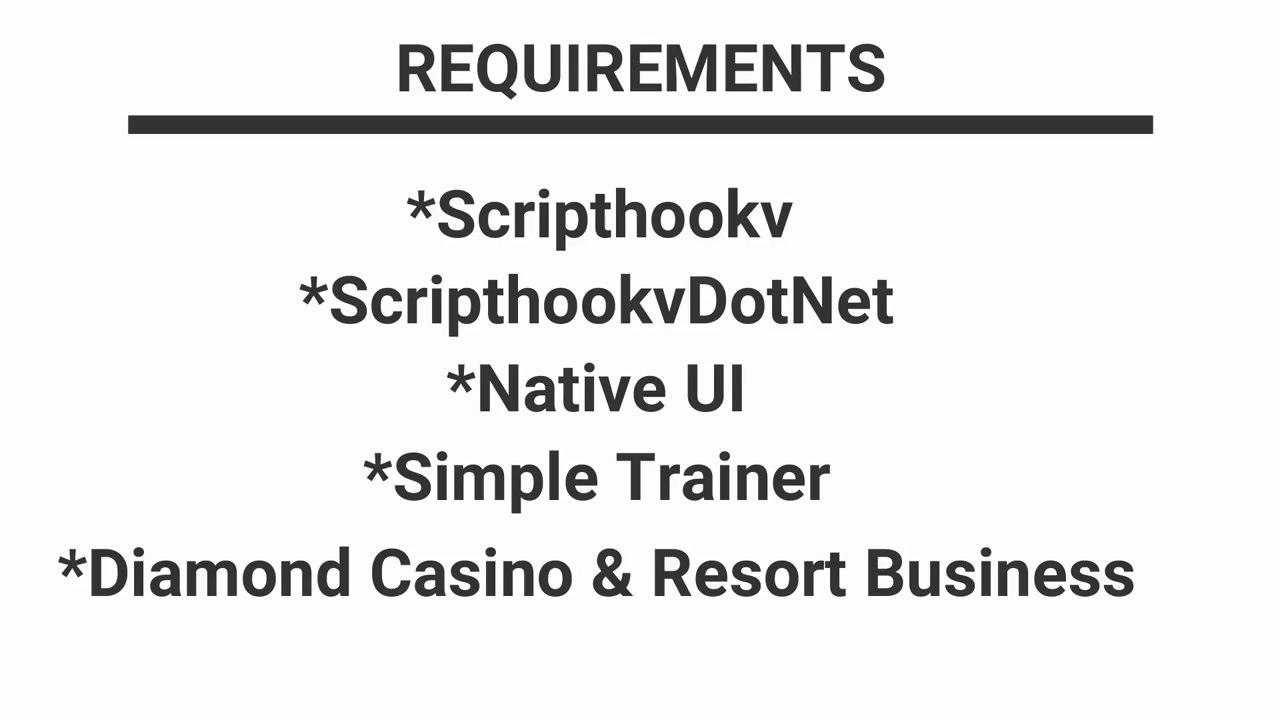 REQUIREMENTS
*Scripthookv
*ScripthookvDotNet
*Native UI
*Simple Trainer
*Diamond Casino & Resort Business